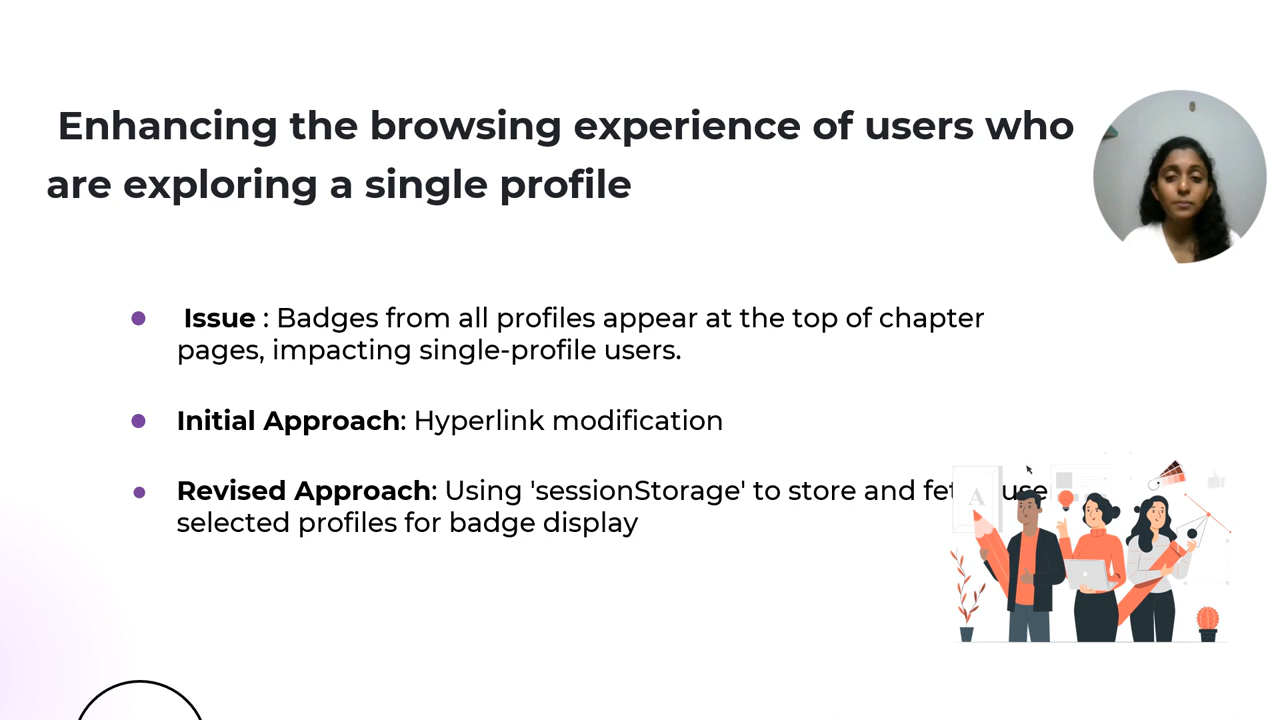 Enhancing the browsing experience of users who
are exploring a single profile
Issue : Badges from all profiles appear at the top of chapter
pages, impacting single-profile users.
Initial Approach: Hyperlink modification
Revised Approach: Using 'sessionStorage' to store and
selected profiles for badge display
A